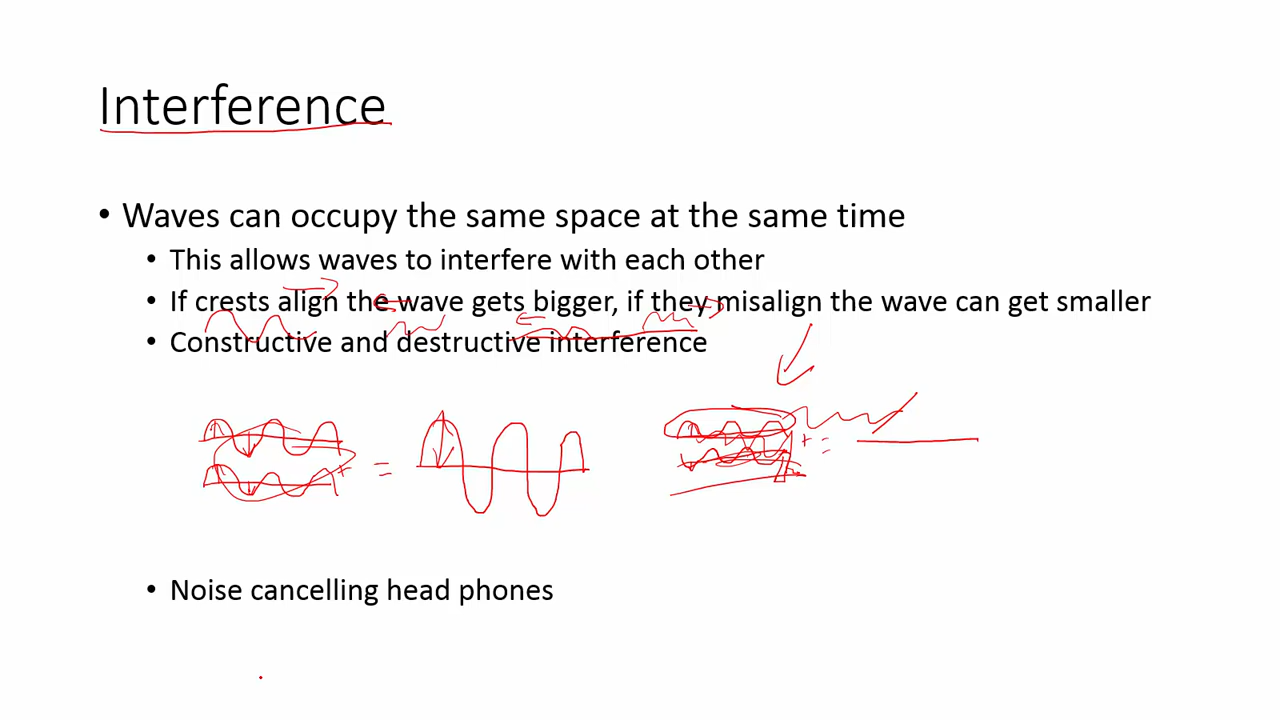 Interference
• Waves can occupy the same space at the same time
• This allows waves to interfere with each other
• If crests align the wave gets bigger, if they misalign the wave can get smaller
• Constructive and destructive interference
+ = + =
• Noise cancelling head phones